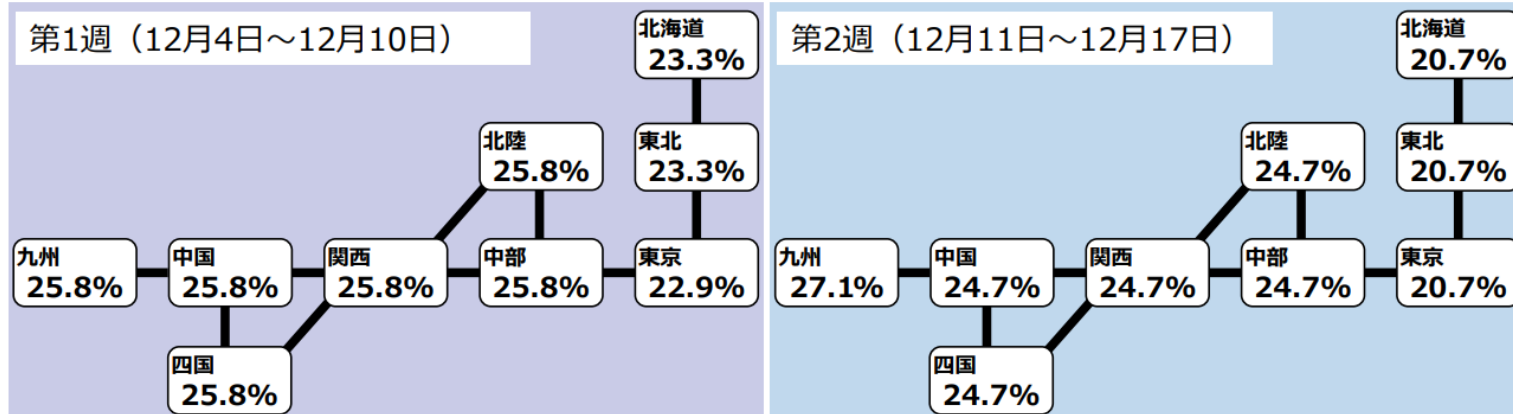 第1週（12月4日～12月10日）
北海道
23.3%
北陸
25.8%
東北
23.3%
九州
25.8%
中国
25.8%
関西
25.8%
中部
25.8%
東京
22.9%
四国
25.8%
第2週（12月11日～12月17日）
北海道
20.7%
北陸
24.7%
東北
20.7%
九州
27.1%
中国
24.7%
関西
24.7%
中部
24.7%
東京
20.7%
四国
24.7%